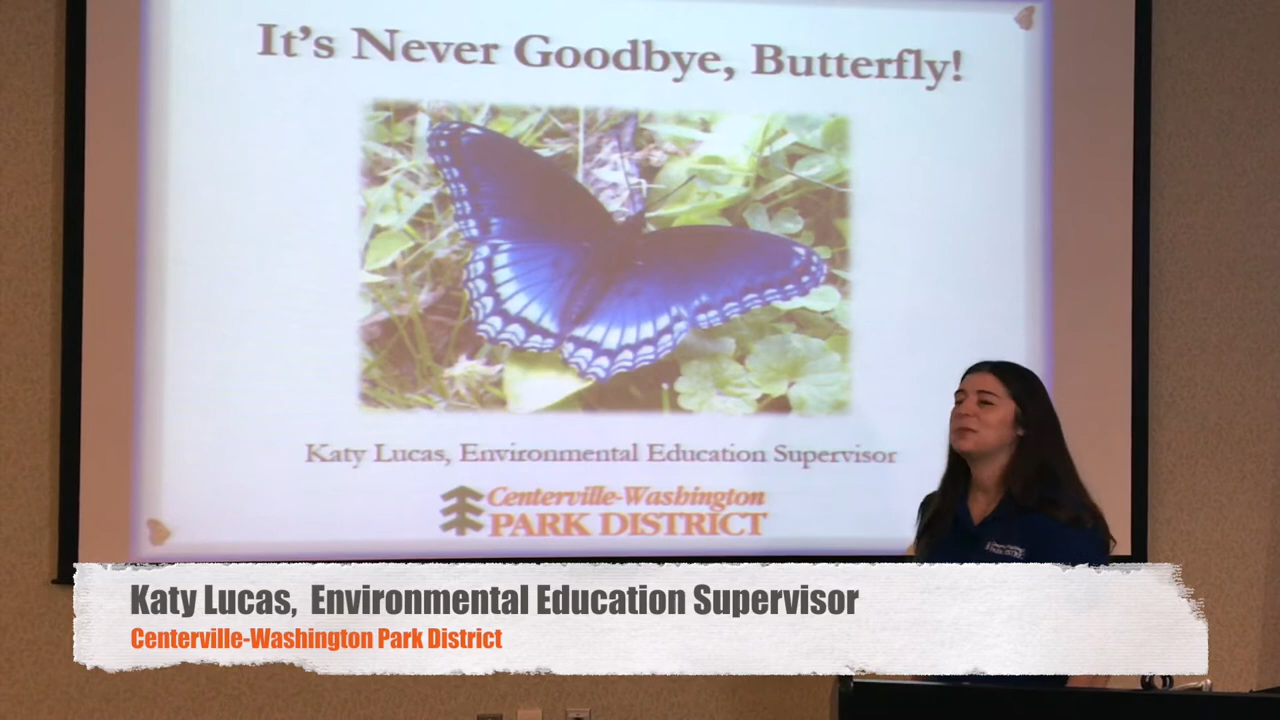 It's Never Goodbye, Butterfly!
Katy Lucas, Environmental Education Supervisor
Centerville-Washington
PARK DISTRICT
Katy Lucas, Environmental Education Supervisor
Centerville-Washington Park District